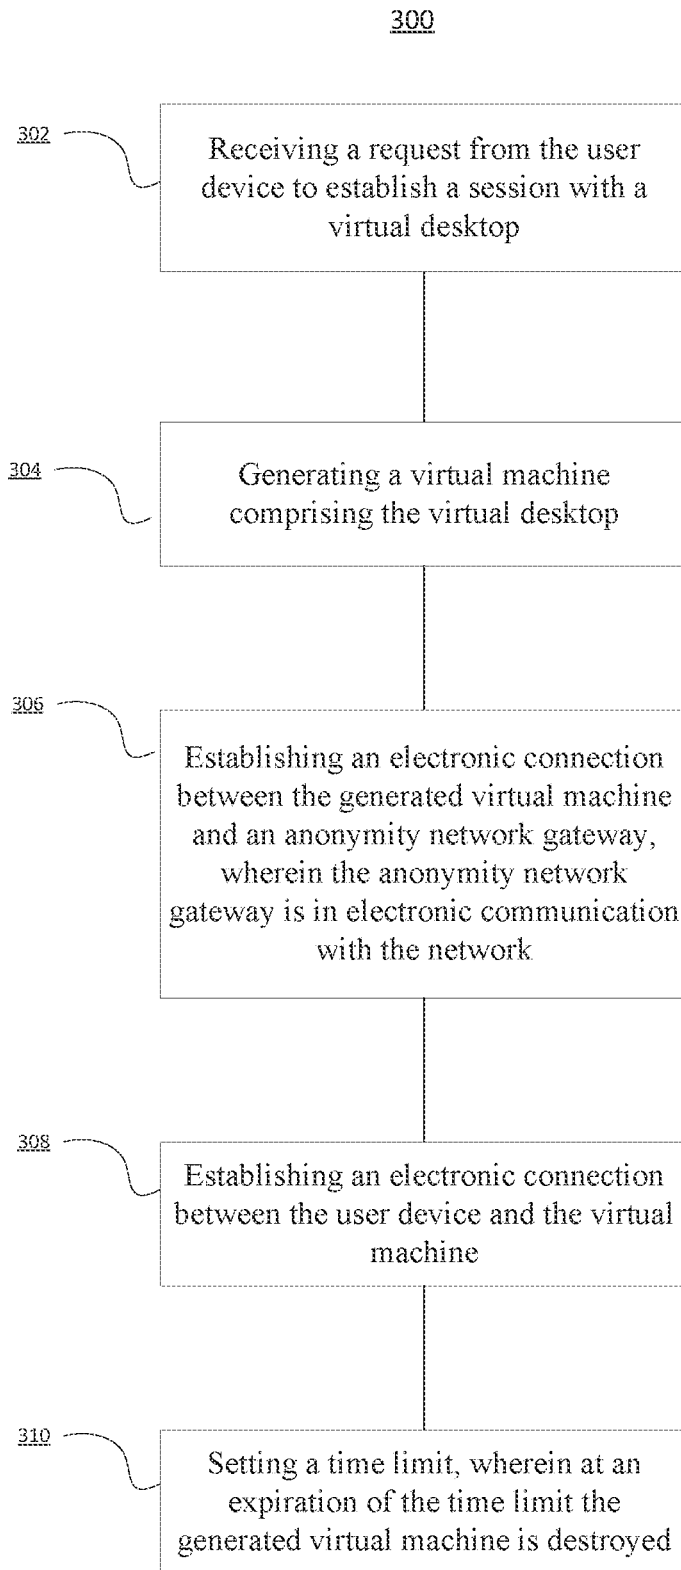 300
302
Receiving a request from the user
device to establish a session with a
virtual desktop
304
Generating a virtual machine
comprising the virtual desktop
306
Establishing an electronic connection
between the generated virtual machine
and an anonymity network gateway,
wherein the anonymity network
gateway is in electronic communication
with the network
308
Establishing an electronic connection
between the user device and the virtual
machine
310
Setting a time limit, wherein at an
expiration of the time limit the
generated virtual machine is destroyed